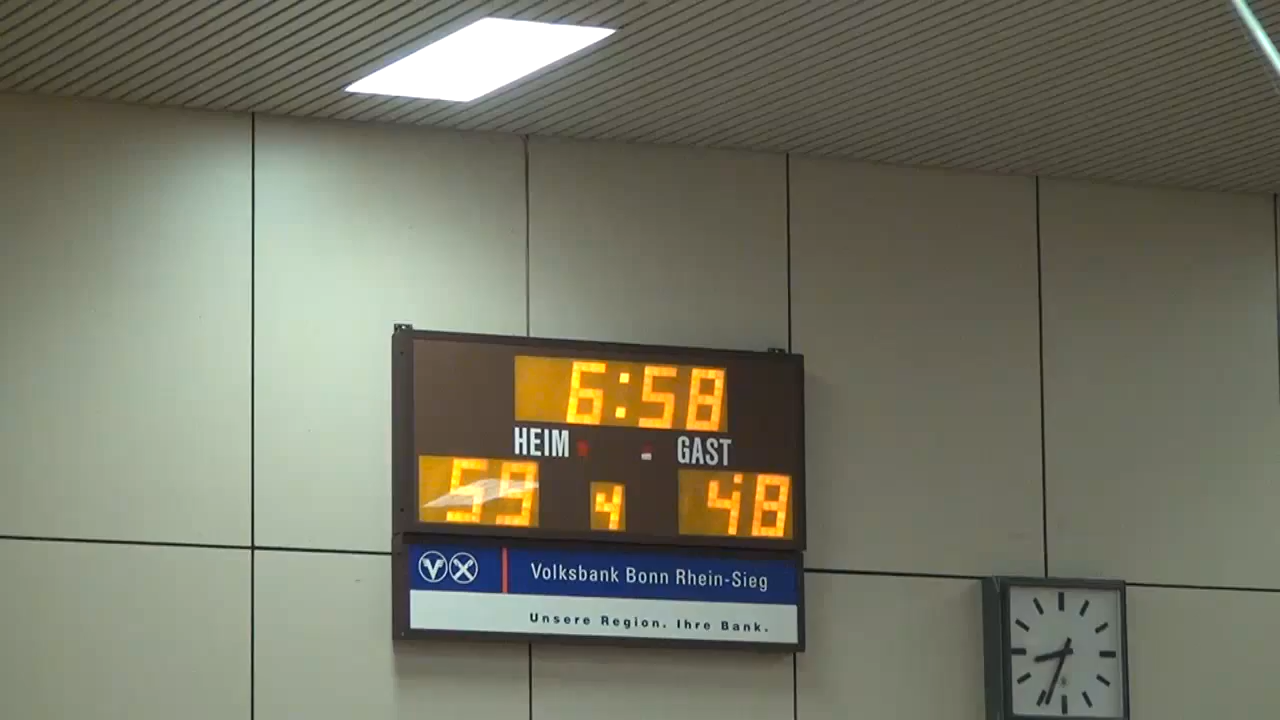 6:58
HEIM GAST
59 4 48
Volksbank Bonn Rhein-Sieg
Unsere Region. Ihre Bank.